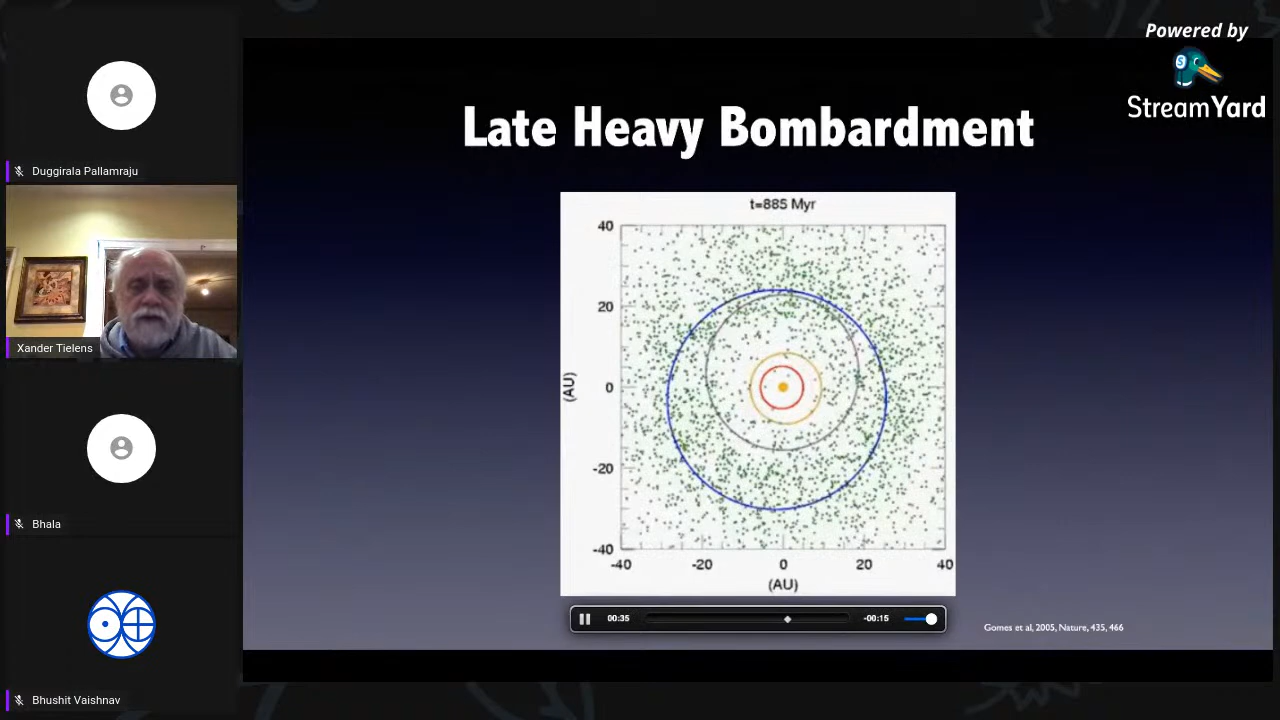 Powered by
StreamYard
Duggirala Pallamraju
Xander Tielens
Bhala
Bhushit Vaishnav
Late Heavy Bombardment
t=885 Myr
40
20
0
-20
-40
(AU)
-40 -20 0 20 40
(AU)
00:35 -00:15
Gomes et al, 2005, Nature, 435, 466